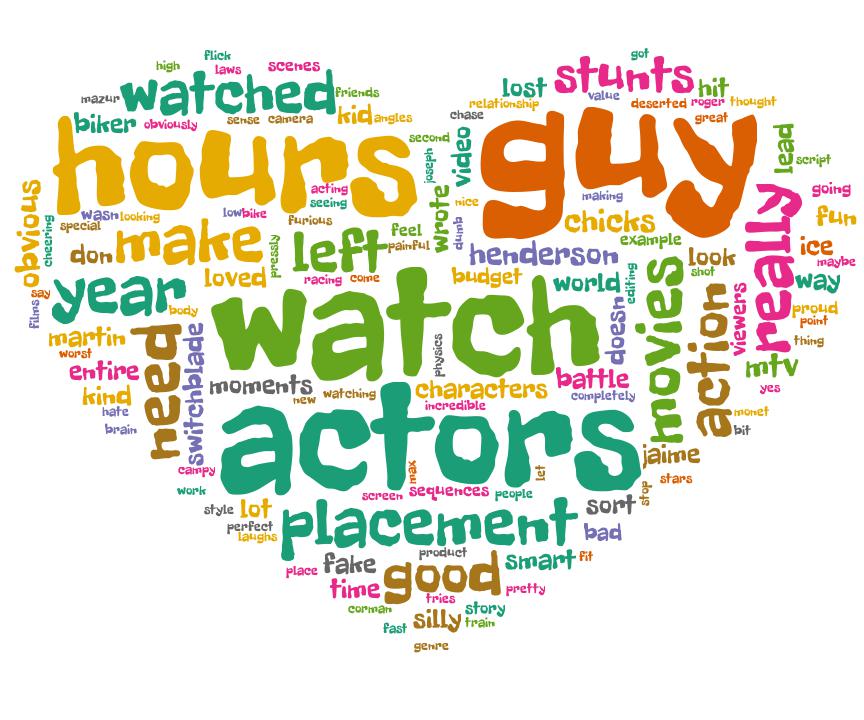 flick
got
high
laws
scenes
lost
stunts
hit
mazur
watched
friends
relationship
value
deserted
roger
thought
biker
obviously
sense
camera
kid
angles
chase
great
hours
guy
second
joseph
video
lead
script
acting
seeing
wrote
nice
making
going
obvious
cheering
wasn
looking
low
bike
furious
special
feel
dumb
chicks
really
fun
don
make
pressly
left
painful
henderson
example
look
ice
maybe
loved
racing
come
budget
world
editing
shot
way
say
films
year
body
watch
doesn
movies
action
viewers
proud
point
martin
worst
need
switchblade
physics
thing
entire
moments
new
watching
characters
battle
completely
mtv
yes
kind
hate
brain
incredible
monet
bit
actors
campy
max
let
jaime
work
screen
sequences
people
stop
stars
style
lot
placement
sort
perfect
laughs
bad
product
place
fake
good
smart
fit
time
tries
pretty
corman
silly
story
fast
train
genre